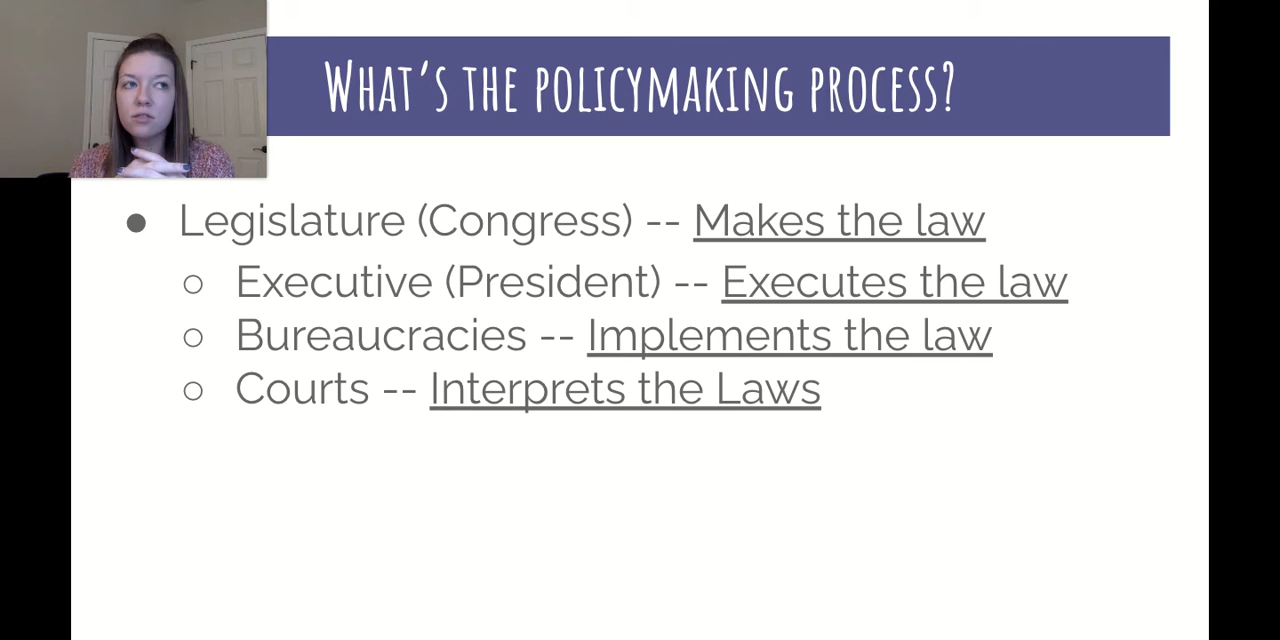 What's the policymaking process?
● Legislature (Congress) -- Makes the law
○ Executive (President) -- Executes the law
○ Bureaucracies -- Implements the law
○ Courts -- Interprets the Laws